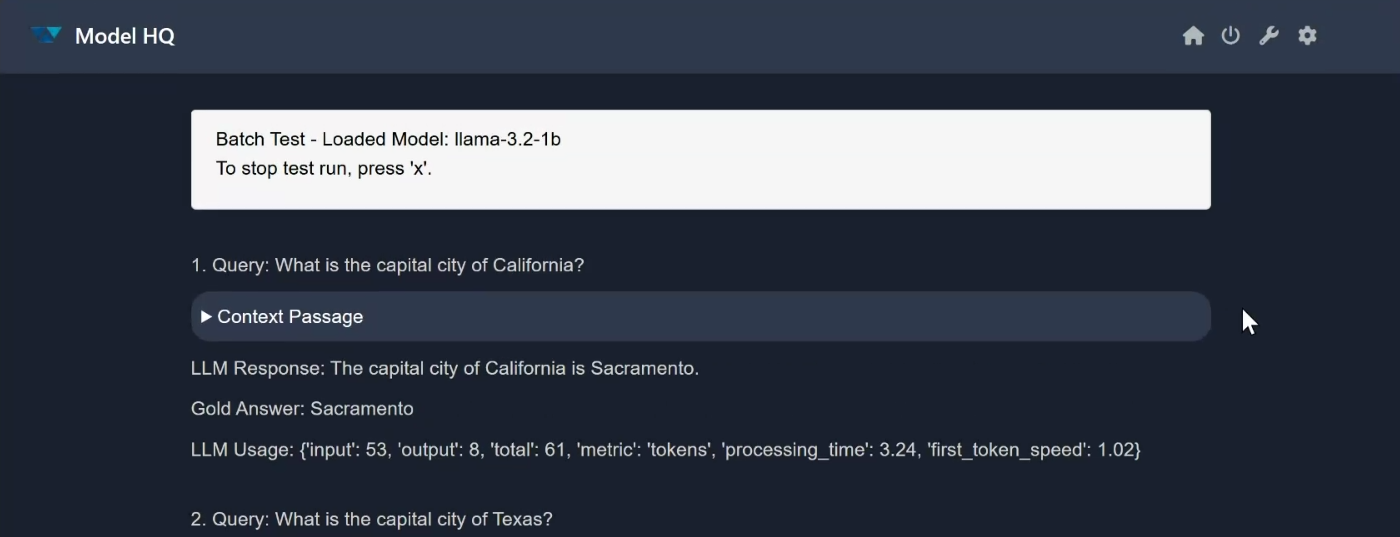 Model HQ
Batch Test - Loaded Model: llama-3.2-1b
To stop test run, press 'x'.
1. Query: What is the capital city of California?
Context Passage
LLM Response: The capital city of California is Sacramento.
Gold Answer: Sacramento
LLM Usage: {'input': 53, 'output': 8, 'total': 61, 'metric': 'tokens', 'processing_time': 3.24, 'first_token_speed': 1.02}
2. Query: What is the capital city of Texas?